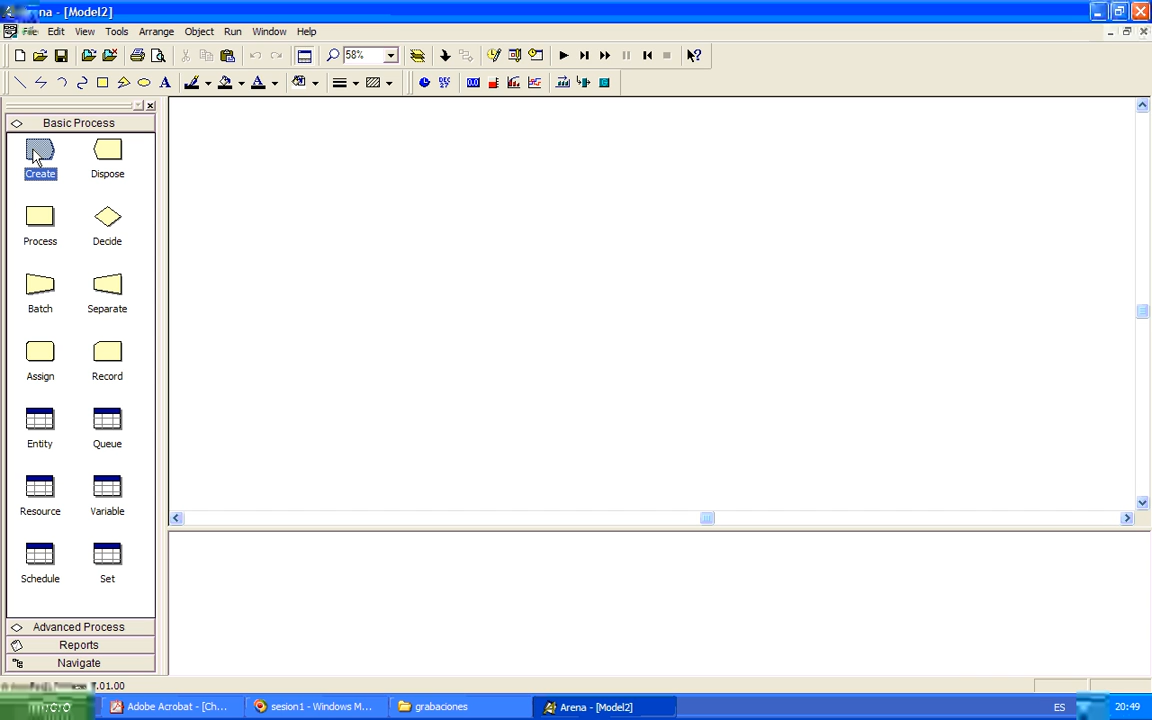 na - [Model2]
File Edit View Tools Arrange Object Run Window Help
58%
Basic Process
Create Dispose
Process Decide
Batch Separate
Assign Record
Entity Queue
Resource Variable
Schedule Set
Advanced Process
Reports
Navigate
.01.00
Adobe Acrobat - [Ch... sesion1 - Windows M... grabaciones Arena - [Model2] ES 20:49